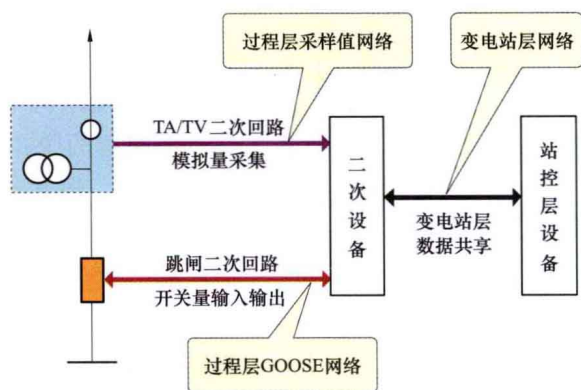 过程层采样值网络
变电站层网络
TA/TV二次回路
模拟量采集
二次设备
变电站层
数据共享
站控层设备
跳闸二次回路
开关量输入输出
过程层GOOSE网络